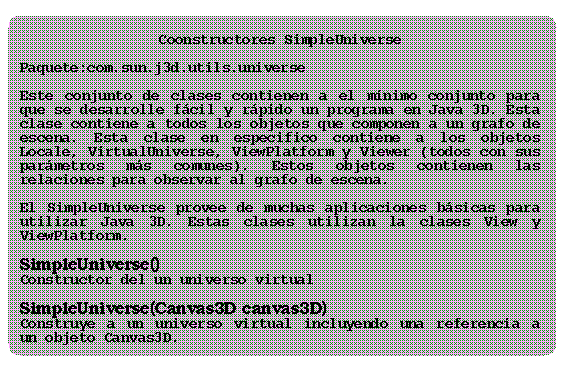 Coonstructores SimpleUniverse
Paquete:com.sun.j3d.utils.universe
Este conjunto de clases contienen a el mínimo conjunto para
que se desarrolle fácil y rápido un programa en Java 3D. Esta
clase contiene a todos los objetos que componen a un grafo de
escena. Esta clase en específico contiene a los objetos
Locale, VirtualUniverse, ViewPlatform y Viewer (todos con sus
parámetros más comunes). Estos objetos contienen las
relaciones para observar al grafo de escena.
El SimpleUniverse provee de muchas aplicaciones básicas para
utilizar Java 3D. Estas clases utilizan la clases View y
ViewPlatform.
SimpleUniverse()
Constructor del un universo virtual
SimpleUniverse(Canvas3D canvas3D)
Construye a un universo virtual incluyendo una referencia a
un objeto Canvas3D.